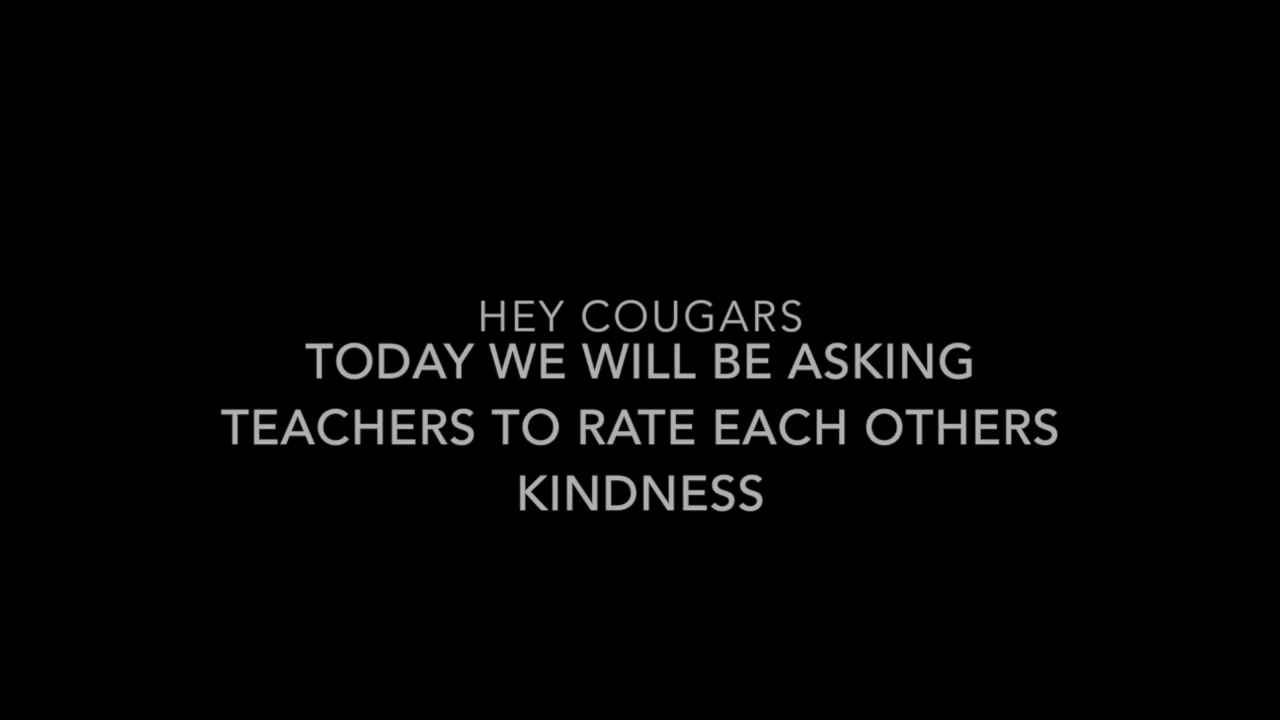 HEY COUGARS
TODAY WE WILL BE ASKING
TEACHERS TO RATE EACH OTHERS
KINDNESS